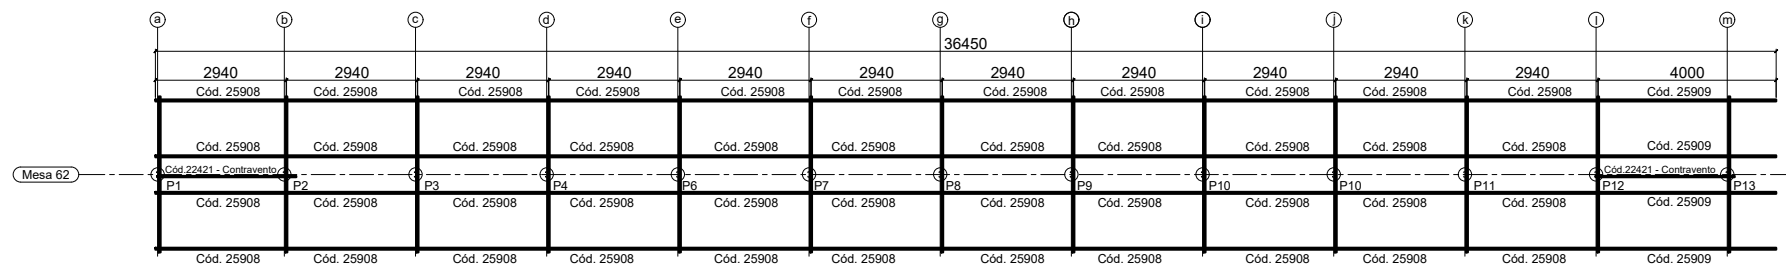 a b c d e f g h i j k l m
36450
2940 2940 2940 2940 2940 2940 2940 2940 2940 2940 2940 4000
Cód. 25908 Cód. 25908 Cód. 25908 Cód. 25908 Cód. 25908 Cód. 25908 Cód. 25908 Cód. 25908 Cód. 25908 Cód. 25908 Cód. 25908 Cód. 25909
Cód. 25908 Cód. 25908 Cód. 25908 Cód. 25908 Cód. 25908 Cód. 25908 Cód. 25908 Cód. 25908 Cód. 25908 Cód. 25908 Cód. 25908 Cód. 25909
Mesa 62 Cód.22421 - Contravento Cód.22421 - Contravento
P1 P2 P3 P4 P6 P7 P8 P9 P10 P10 P11 P12 P13
Cód. 25908 Cód. 25908 Cód. 25908 Cód. 25908 Cód. 25908 Cód. 25908 Cód. 25908 Cód. 25908 Cód. 25908 Cód. 25908 Cód. 25908 Cód. 25909
Cód. 25908 Cód. 25908 Cód. 25908 Cód. 25908 Cód. 25908 Cód. 25908 Cód. 25908 Cód. 25908 Cód. 25908 Cód. 25908 Cód. 25908 Cód. 25909